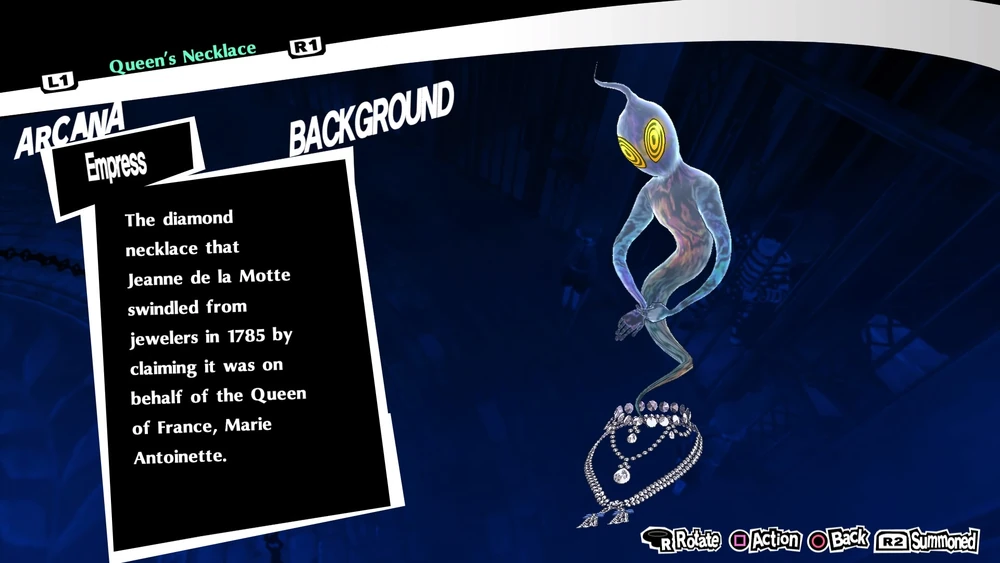 Queen's Necklace
L1
R1
ARCANA
BACKGROUND
Empress
The diamond
necklace that
Jeanne de la Motte
swindled from
jewelers in 1785 by
claiming it was on
behalf of the Queen
of France, Marie
Antoinette.
R Rotate Action Back R2 Summoned